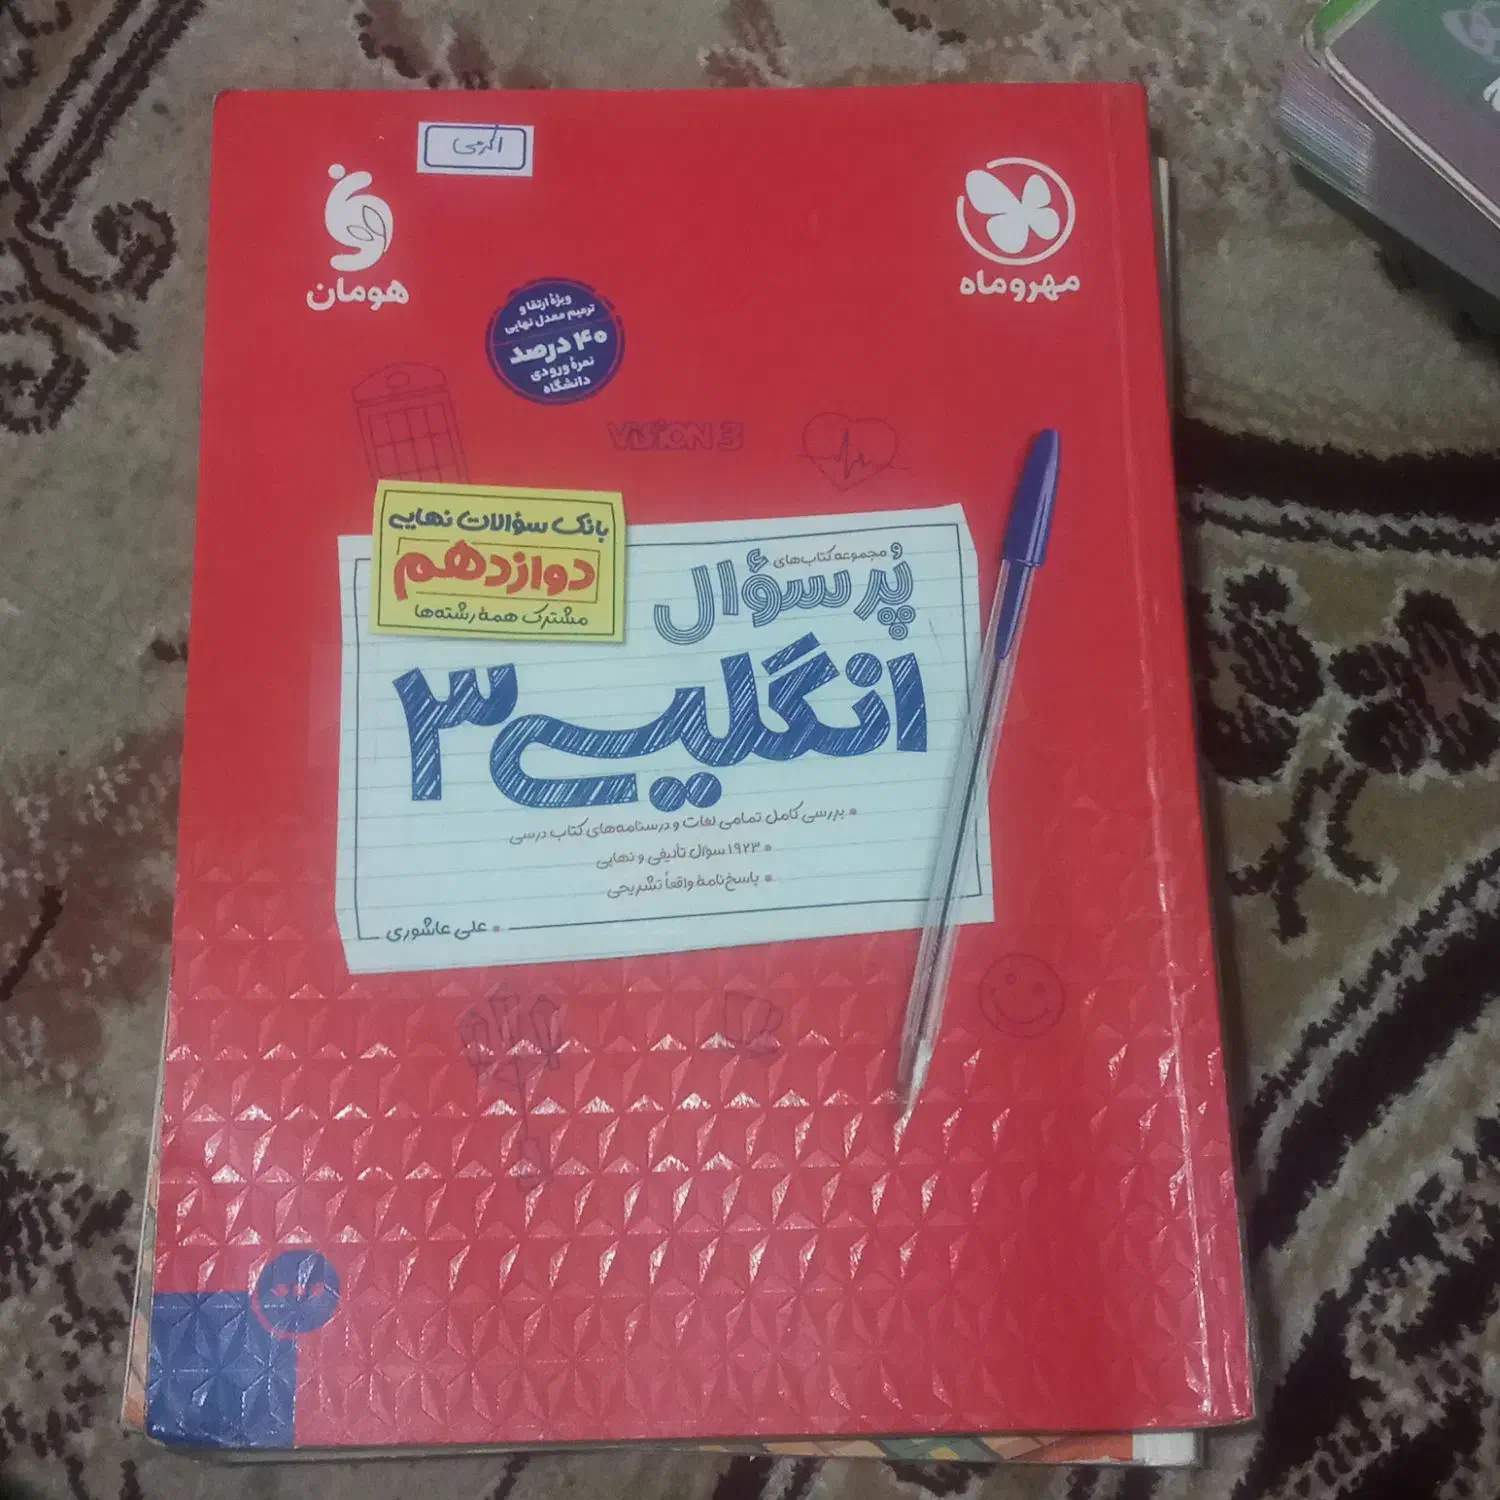 اکرمی
مهروماه
هومان
ویژهٔ ارتقا و
ترمیم معدل نهایی
۴۰ درصد
نمرهٔ ورودی
دانشگاه
VISION 3
بانک سؤالات نهایی
دوازدهم
مشترک همهٔ رشته‌ها
مجموعه کتاب‌های
پُر سؤال
انگلیسی ۳
• بررسی کامل تمامی لغات و درسنامه‌های کتاب درسی
• ۱۹۲۳ سؤال تألیفی و نهایی
• پاسخ‌نامهٔ واقعاً تشریحی
• علی عاشوری